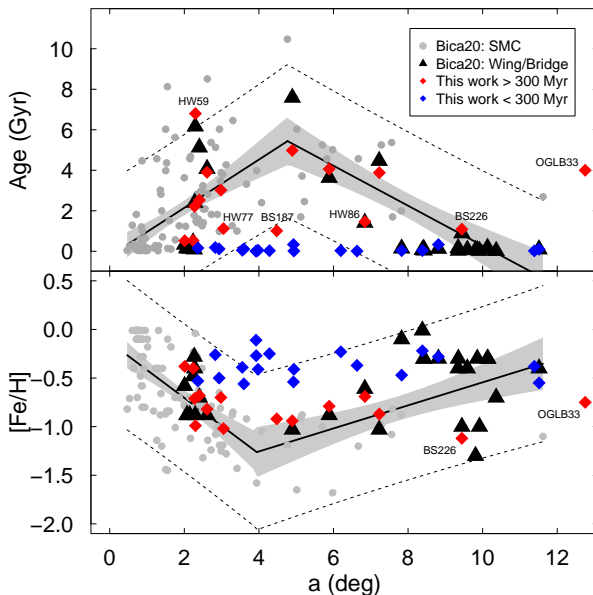 Age (Gyr)
10
8
6
4
2
0
Bica20: SMC
Bica20: Wing/Bridge
This work > 300 Myr
This work < 300 Myr
HW59
OGLB33
HW77
BS187
HW86
BS226
[Fe/H]
0.5
0.0
−0.5
−1.0
−1.5
−2.0
OGLB33
BS226
0
2
4
6
8
10
12
a (deg)